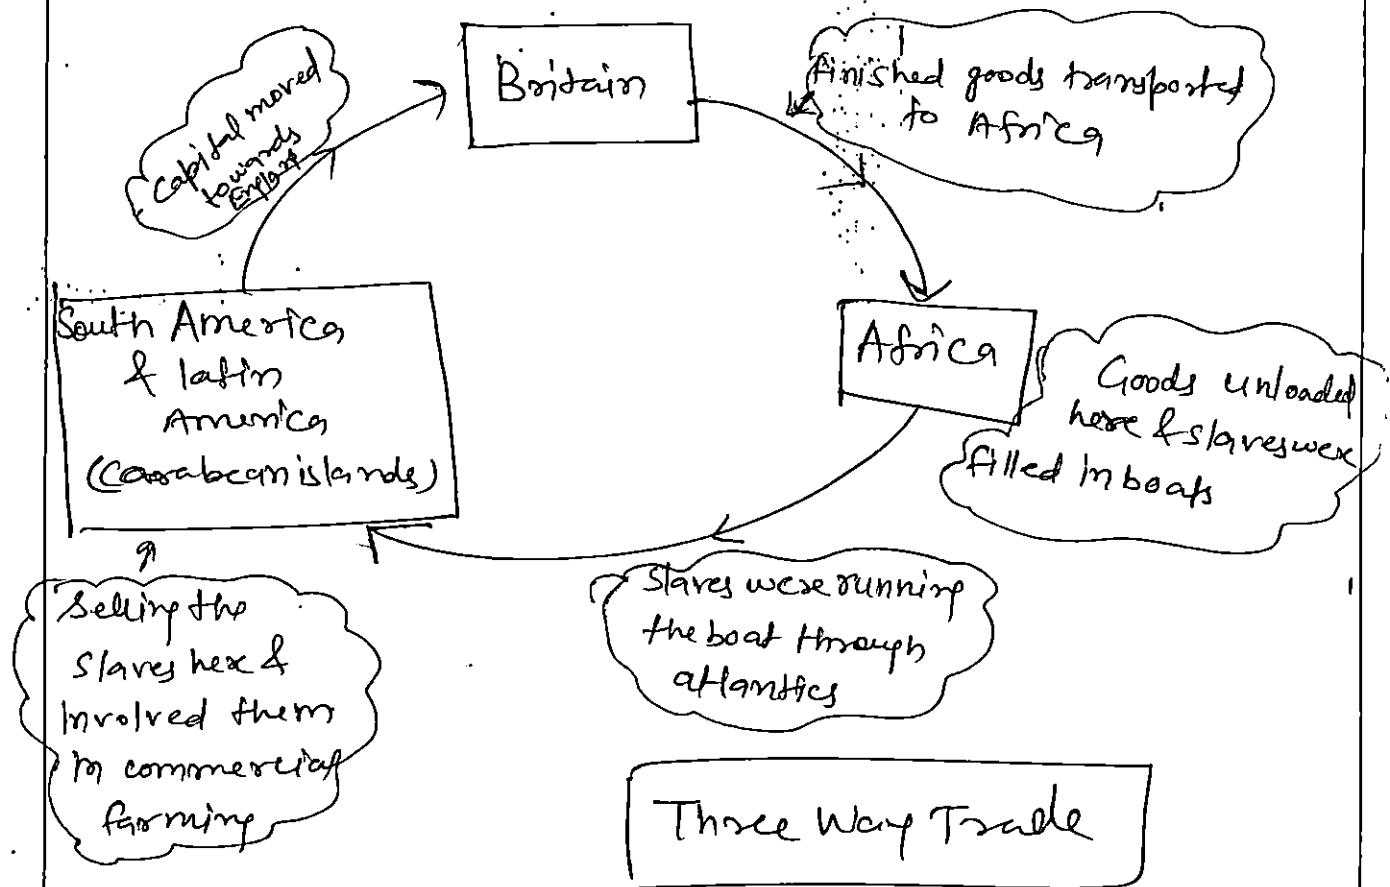 Britain
finished goods transported
to Africa
Capital moved
towards
England
South America
& latin
America
(Carabean islands)
Africa
Goods unloaded
here & slaves were
filled in boats
Slaves were running
the boat through
atlantics
Selling the
slaves here &
involved them
in commercial
farming
Three Way Trade